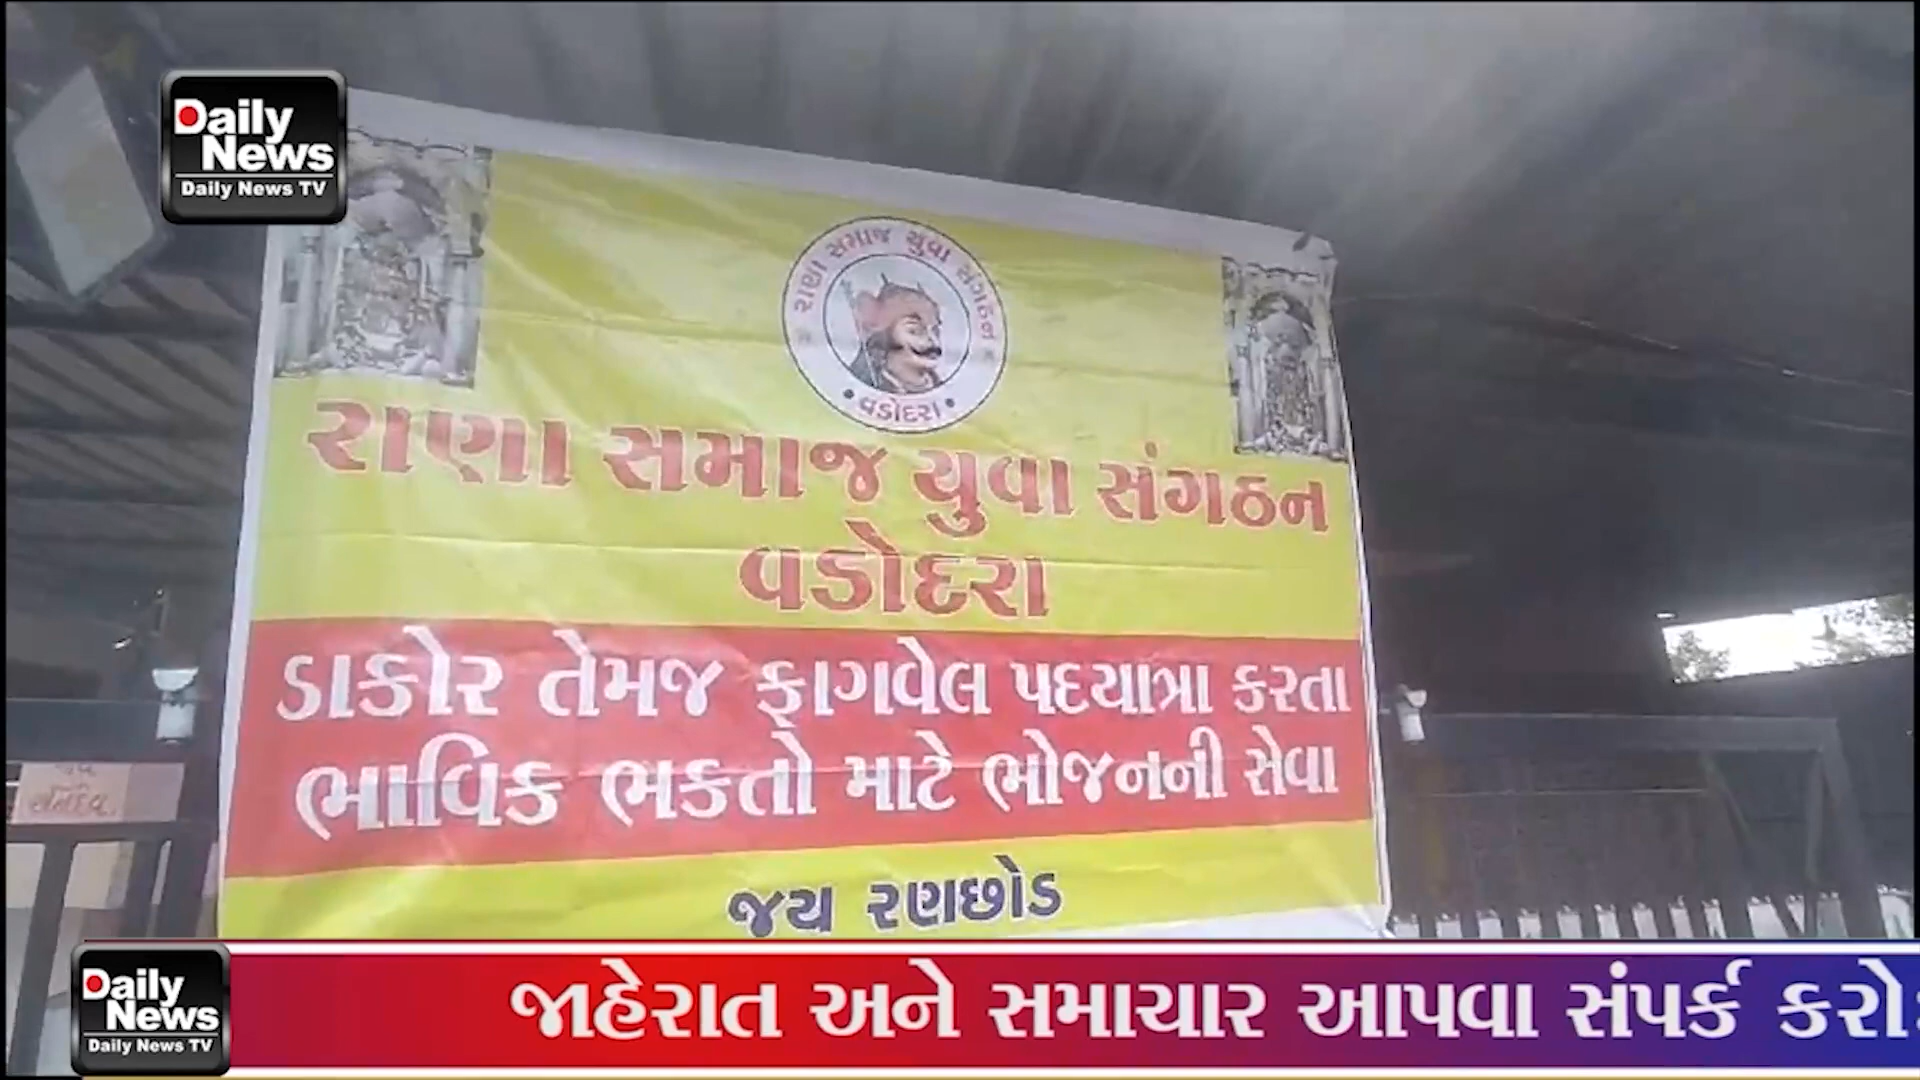 Daily
News
Daily News TV
રાણા સમાજ યુવા સંગઠન
વડોદરા
રાણા સમાજ યુવા સંગઠન
વડોદરા
ડાકોર તેમજ ફાગવેલ પદયાત્રા કરતા
ભાવિક ભકતો માટે ભોજનની સેવા
જય રણછોડ
Daily
News
Daily News TV
જાહેરાત અને સમાચાર આપવા સંપર્ક કરો: